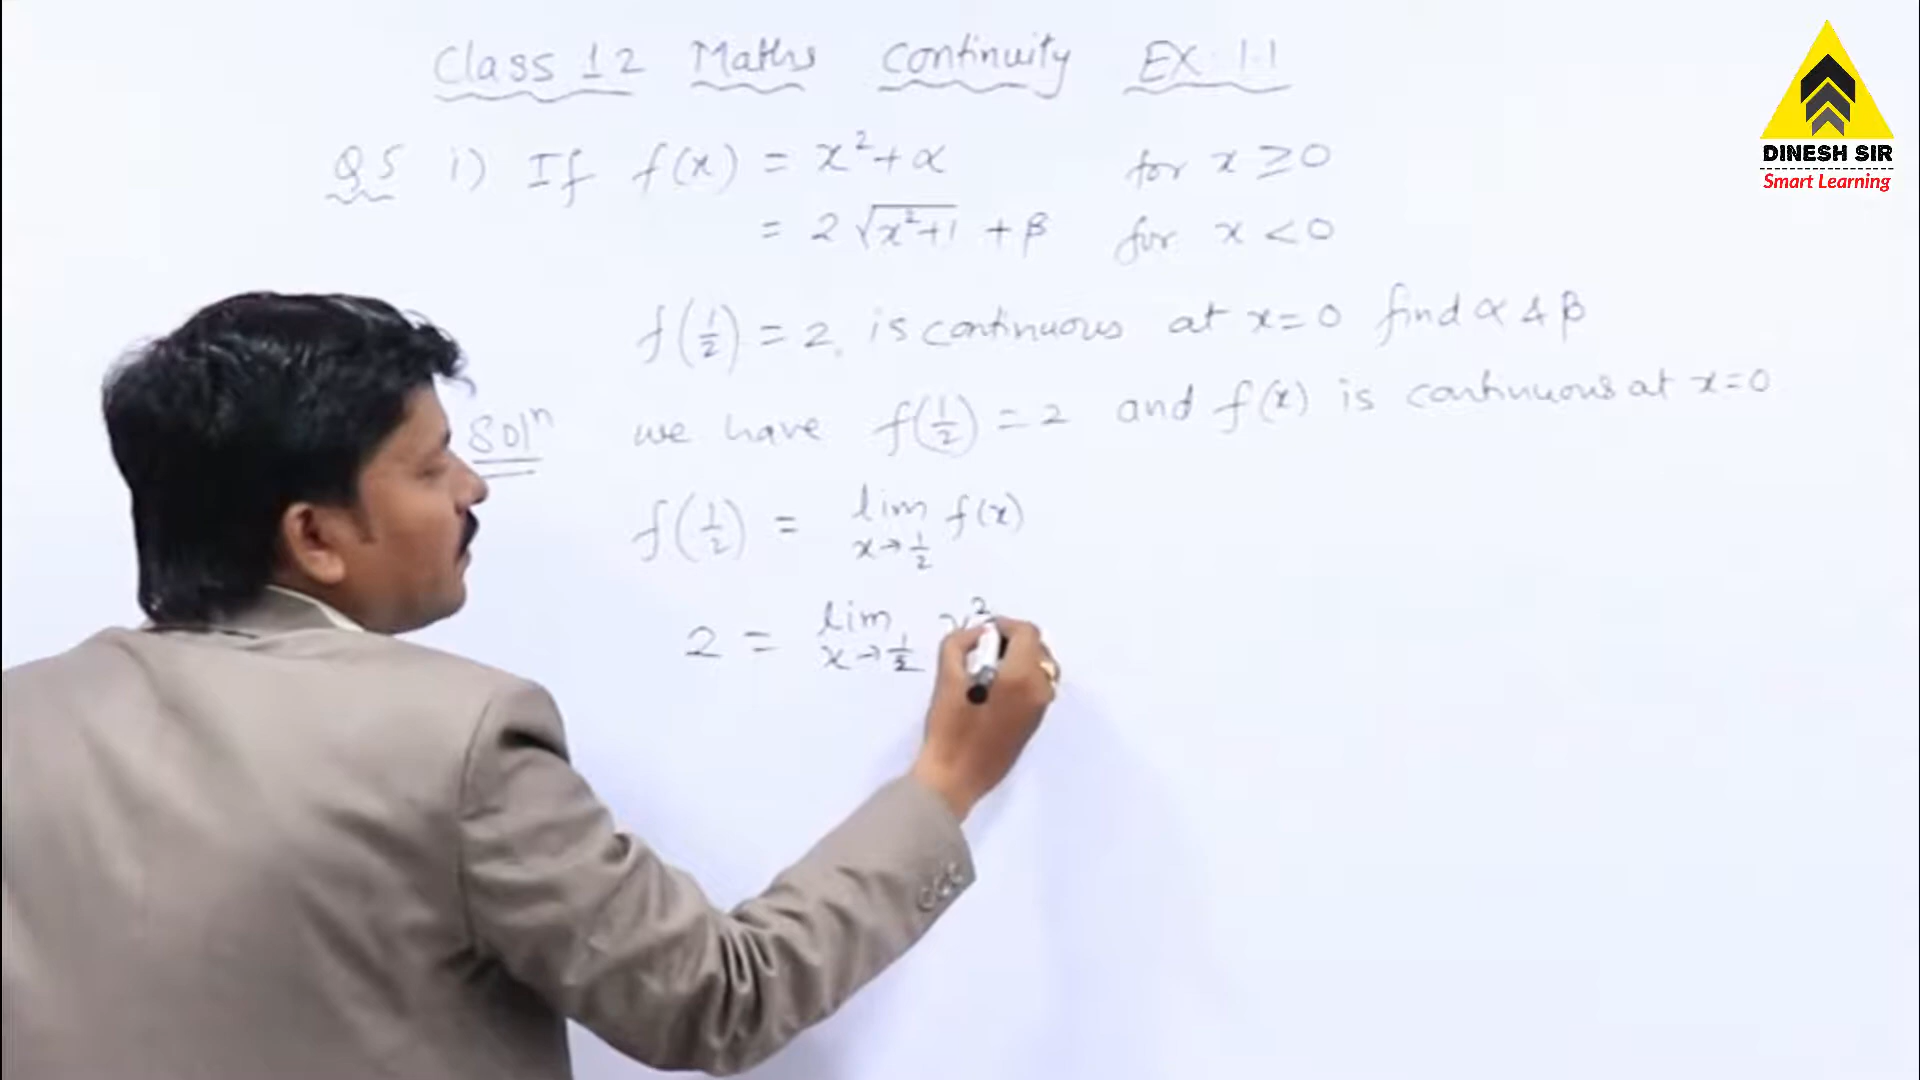 Class 12 Maths Continuity EX. 1.1
Q5 i) If f(x) = x²+α for x ≥ 0
= 2√(x²+1) + β for x < 0
f(1/2) = 2, is continuous at x=0 find α & β
Solⁿ we have f(1/2) = 2 and f(x) is continuous at x=0
f(1/2) = lim x→1/2 f(x)
2 = lim x→1/2 x²
DINESH SIR
Smart Learning